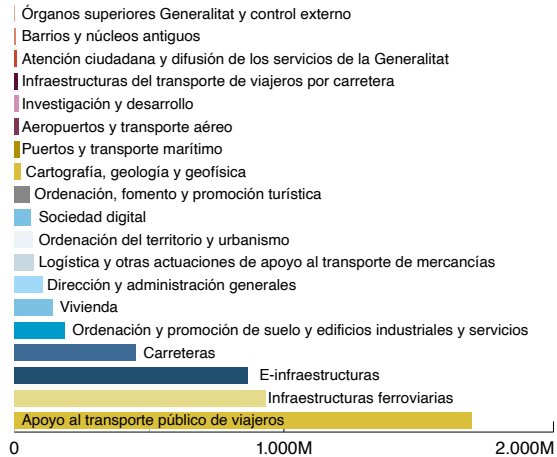 Órganos superiores Generalitat y control externo
Barrios y núcleos antiguos
Atención ciudadana y difusión de los servicios de la Generalitat
Infraestructuras del transporte de viajeros por carretera
Investigación y desarrollo
Aeropuertos y transporte aéreo
Puertos y transporte marítimo
Cartografía, geología y geofísica
Ordenación, fomento y promoción turística
Sociedad digital
Ordenación del territorio y urbanismo
Logística y otras actuaciones de apoyo al transporte de mercancías
Dirección y administración generales
Vivienda
Ordenación y promoción de suelo y edificios industriales y servicios
Carreteras
E-infraestructuras
Infraestructuras ferroviarias
Apoyo al transporte público de viajeros
0 1.000M 2.000M